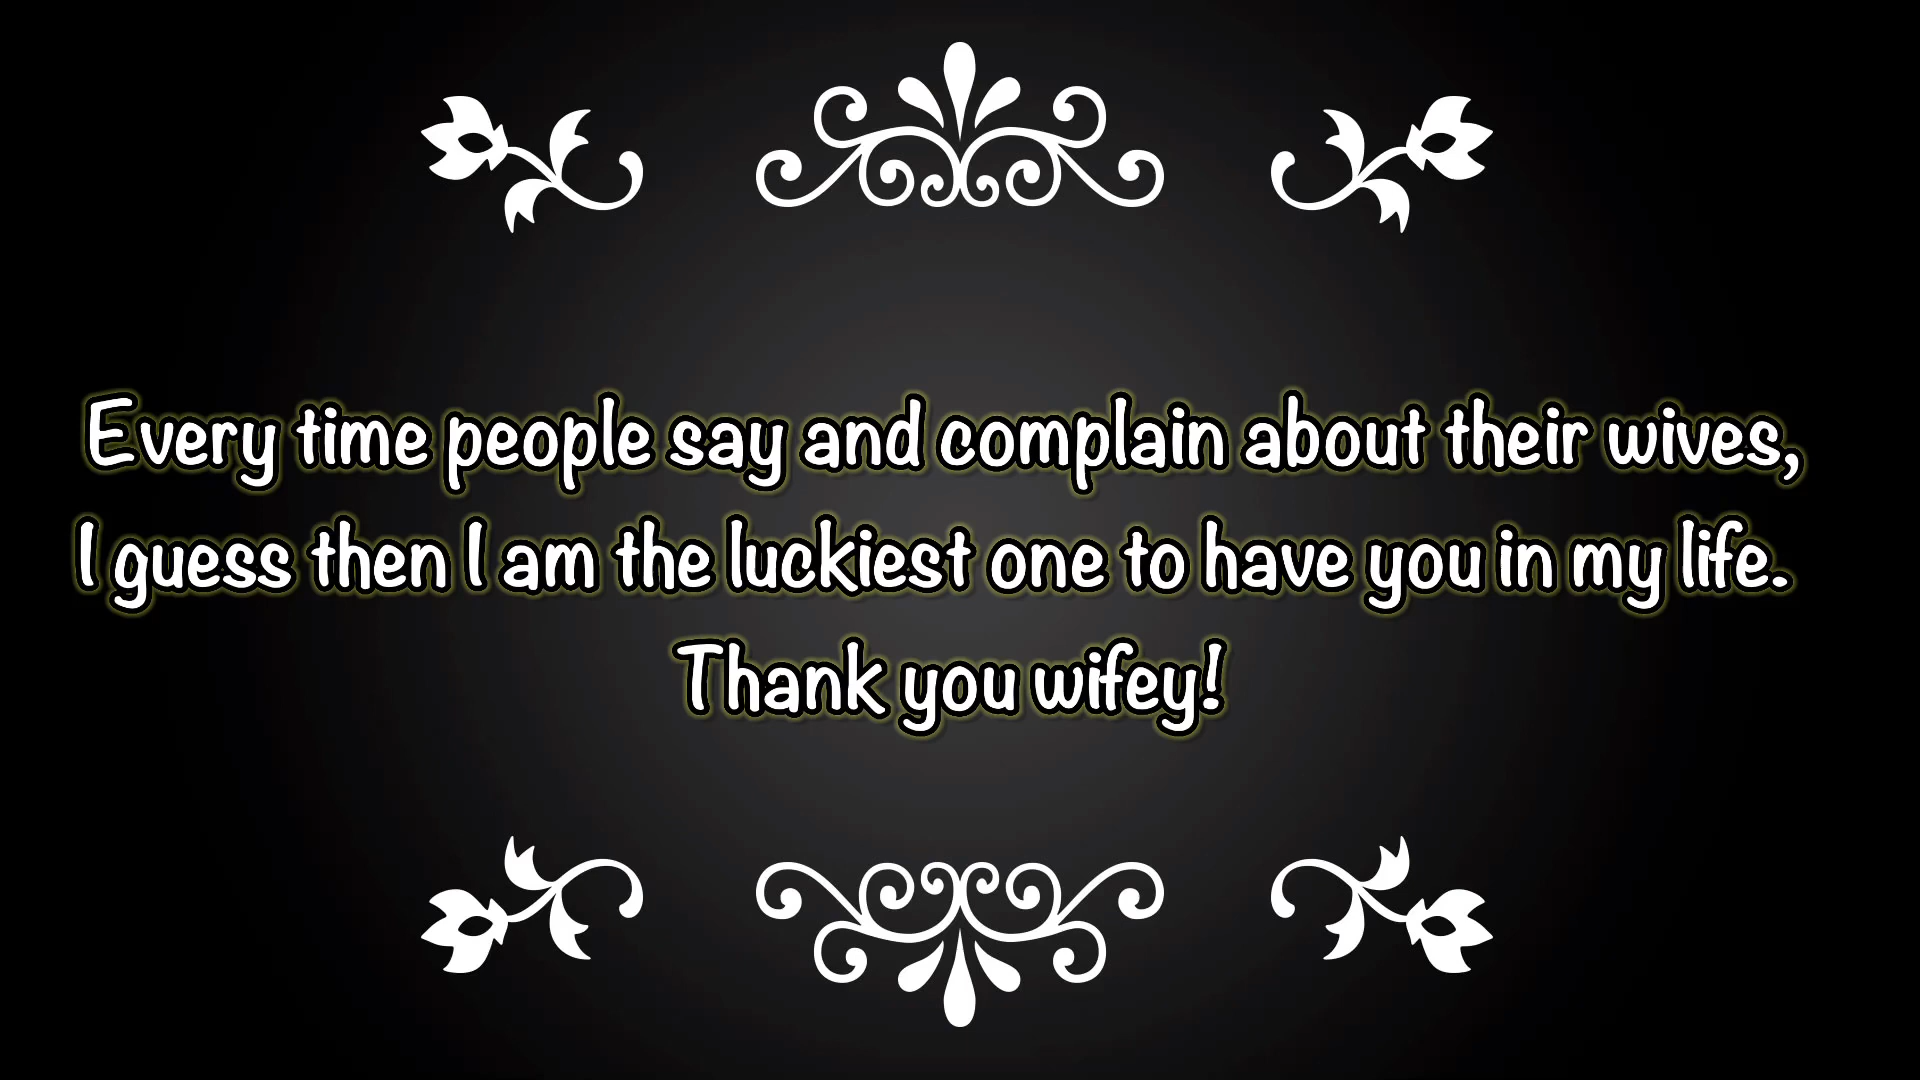 Every time people say and complain about their wives,
I guess then I am the luckiest one to have you in my life.
Thank you wifey!